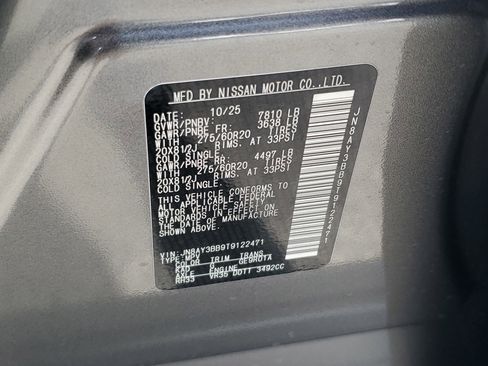 MFD BY NISSAN MOTOR CO.,LTD.
DATE: 10/25
GVWR/PNBV: 7810 LB
GAWR/PNBE FR: 3638 LB
WITH 275/60R20 TIRES
20X8 1/2J RIMS. AT 33PSI
COLD SINGLE.
GAWR/PNBE RR: 4497 LB
WITH 275/60R20 TIRES
20X8 1/2J RIMS. AT 33PSI
COLD SINGLE.
THIS VEHICLE CONFORMS TO
ALL APPLICABLE FEDERAL
MOTOR VEHICLE SAFETY
STANDARDS IN EFFECT ON
THE DATE OF MANUFACTURE
SHOWN ABOVE.
VIN: JN8AY3BB9T9122471
TYPE: MPV
COLOR TRIM TRANS
KAD G GE9R01A
AXLE ENGINE
RH33 VR35 DDTT 3492CC
JN8AY3BB9T9122471